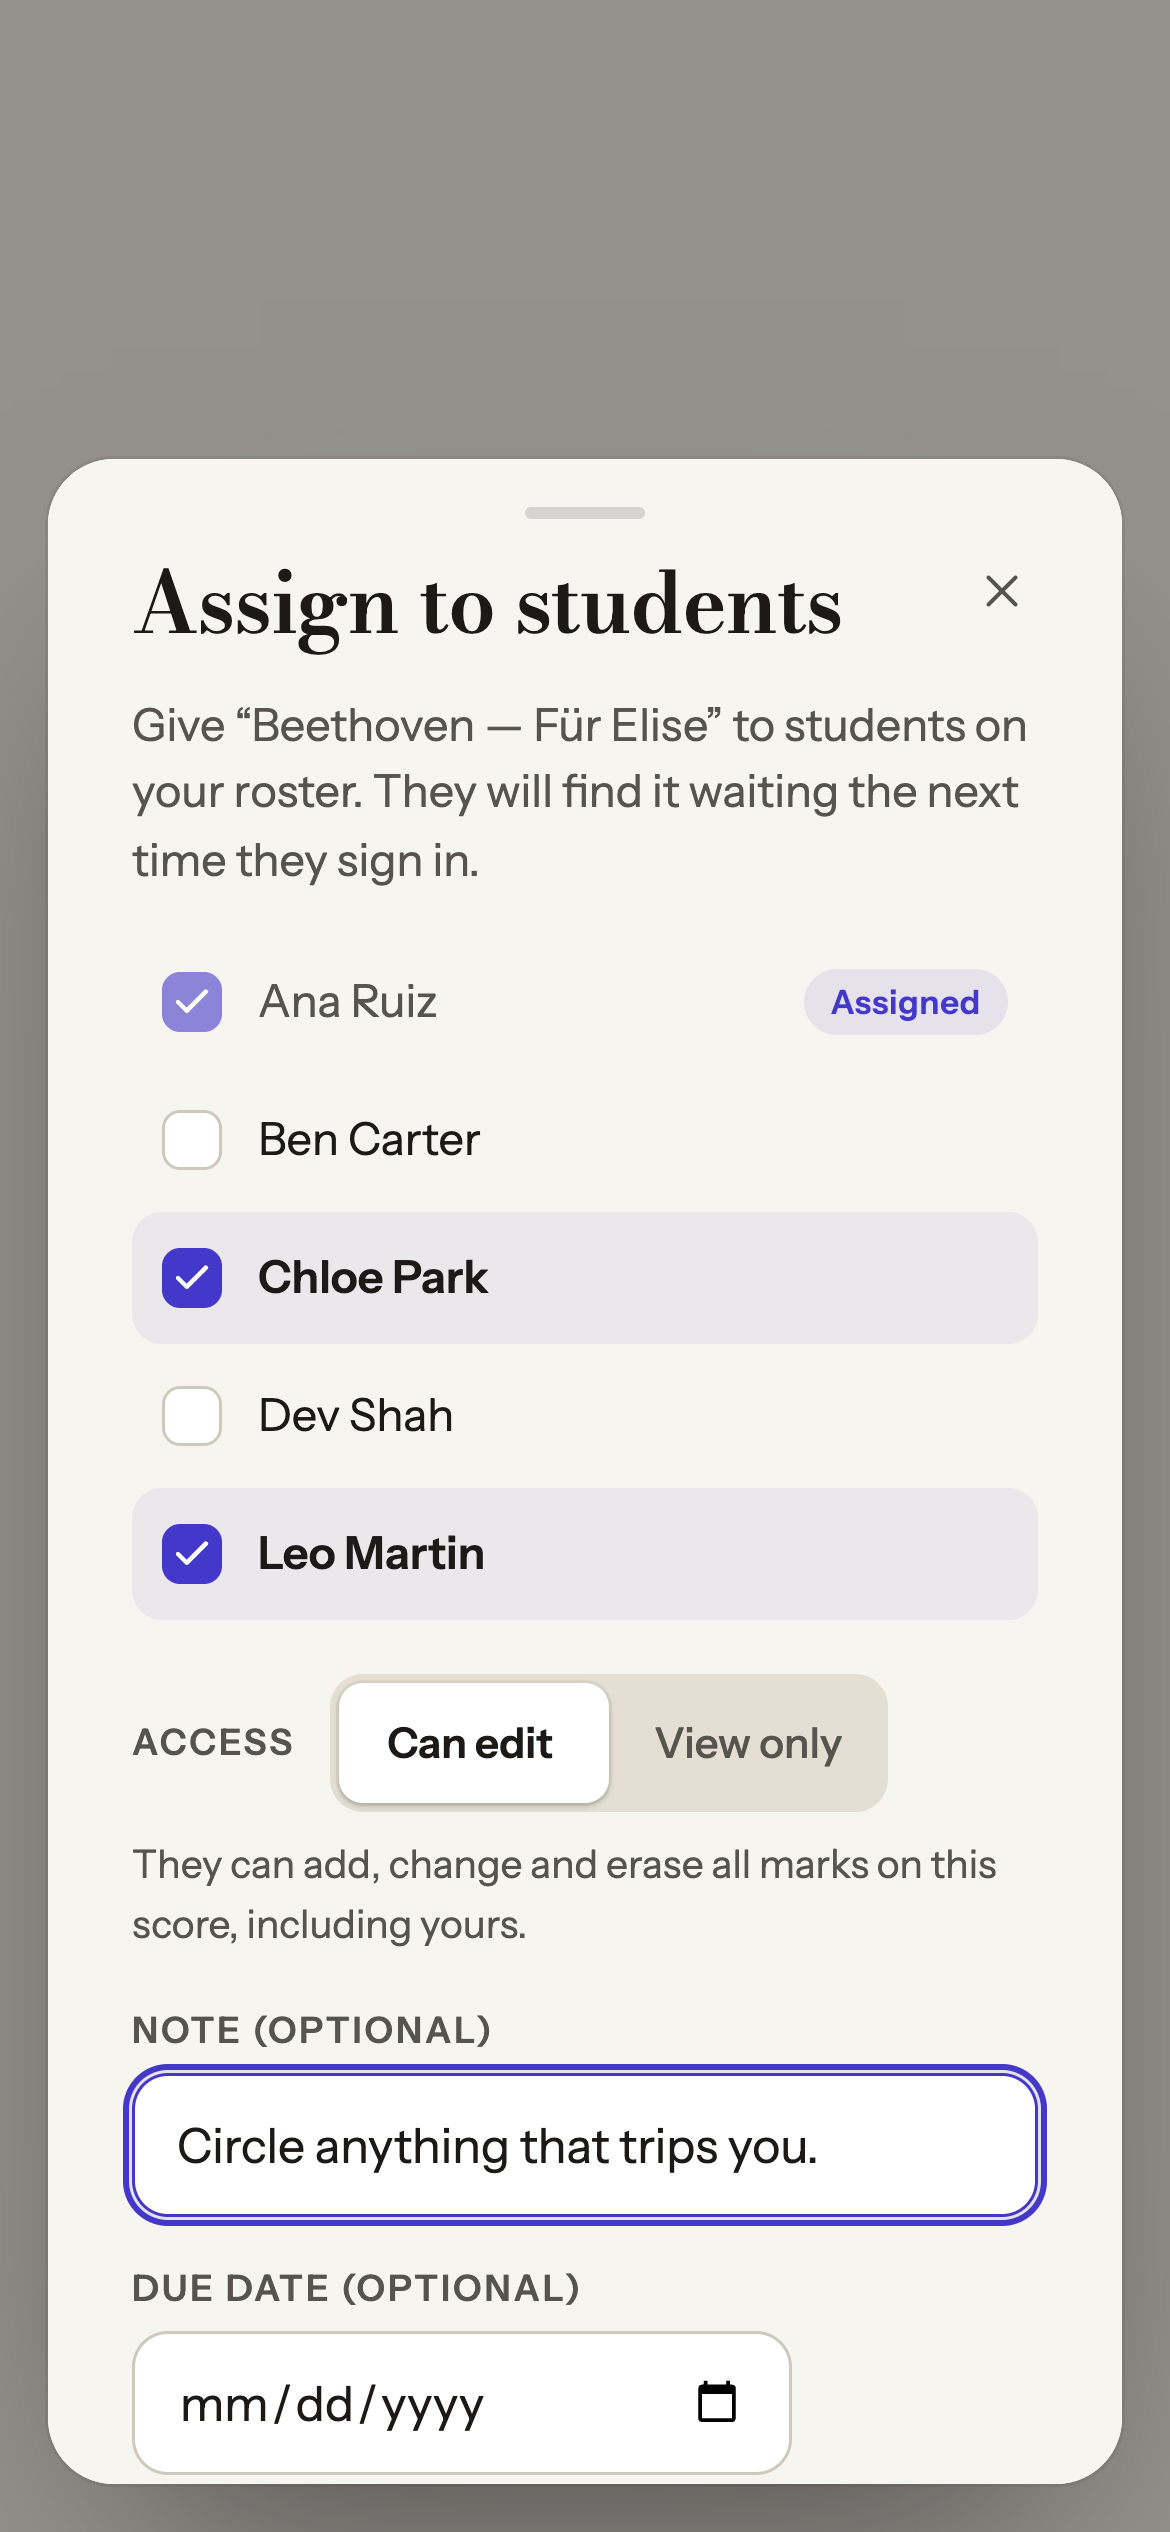 Assign to students
Give “Beethoven — Für Elise” to students on
your roster. They will find it waiting the next
time they sign in.
Ana Ruiz Assigned
Ben Carter
Chloe Park
Dev Shah
Leo Martin
ACCESS Can edit View only
They can add, change and erase all marks on this
score, including yours.
NOTE (OPTIONAL)
Circle anything that trips you.
DUE DATE (OPTIONAL)
mm/dd/yyyy